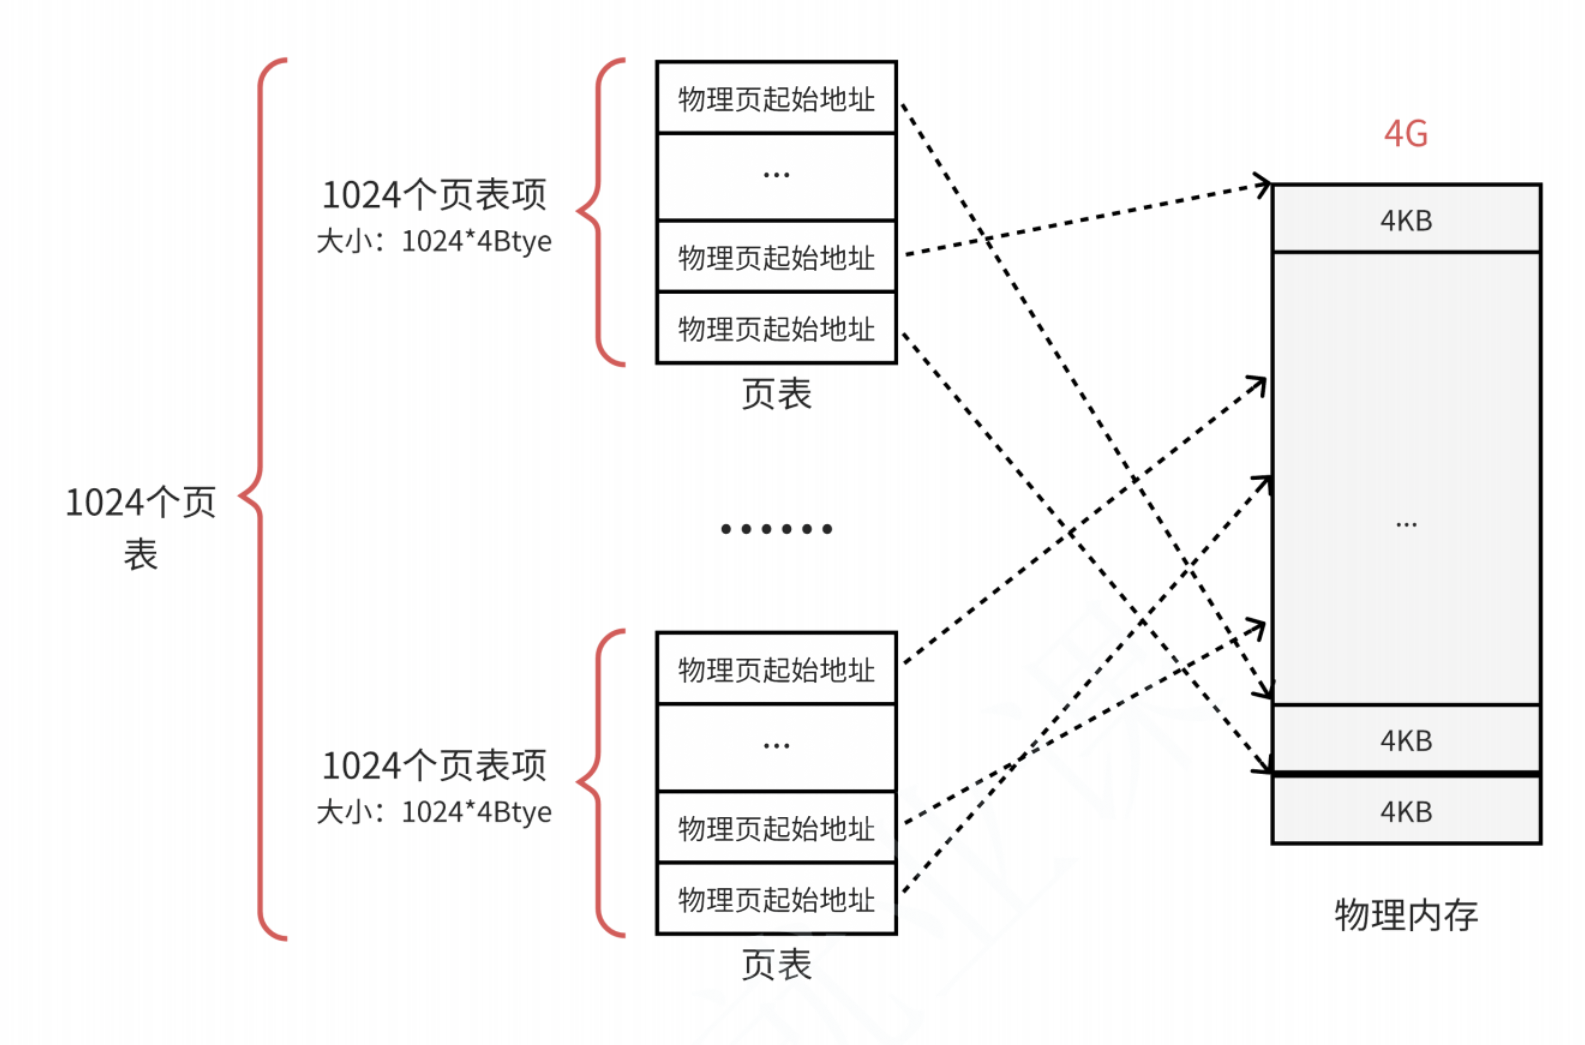 1024个页
表
1024个页表项
大小：1024*4Btye
物理页起始地址
...
物理页起始地址
物理页起始地址
页表
......
1024个页表项
大小：1024*4Btye
物理页起始地址
...
物理页起始地址
物理页起始地址
页表
4G
4KB
...
4KB
4KB
物理内存